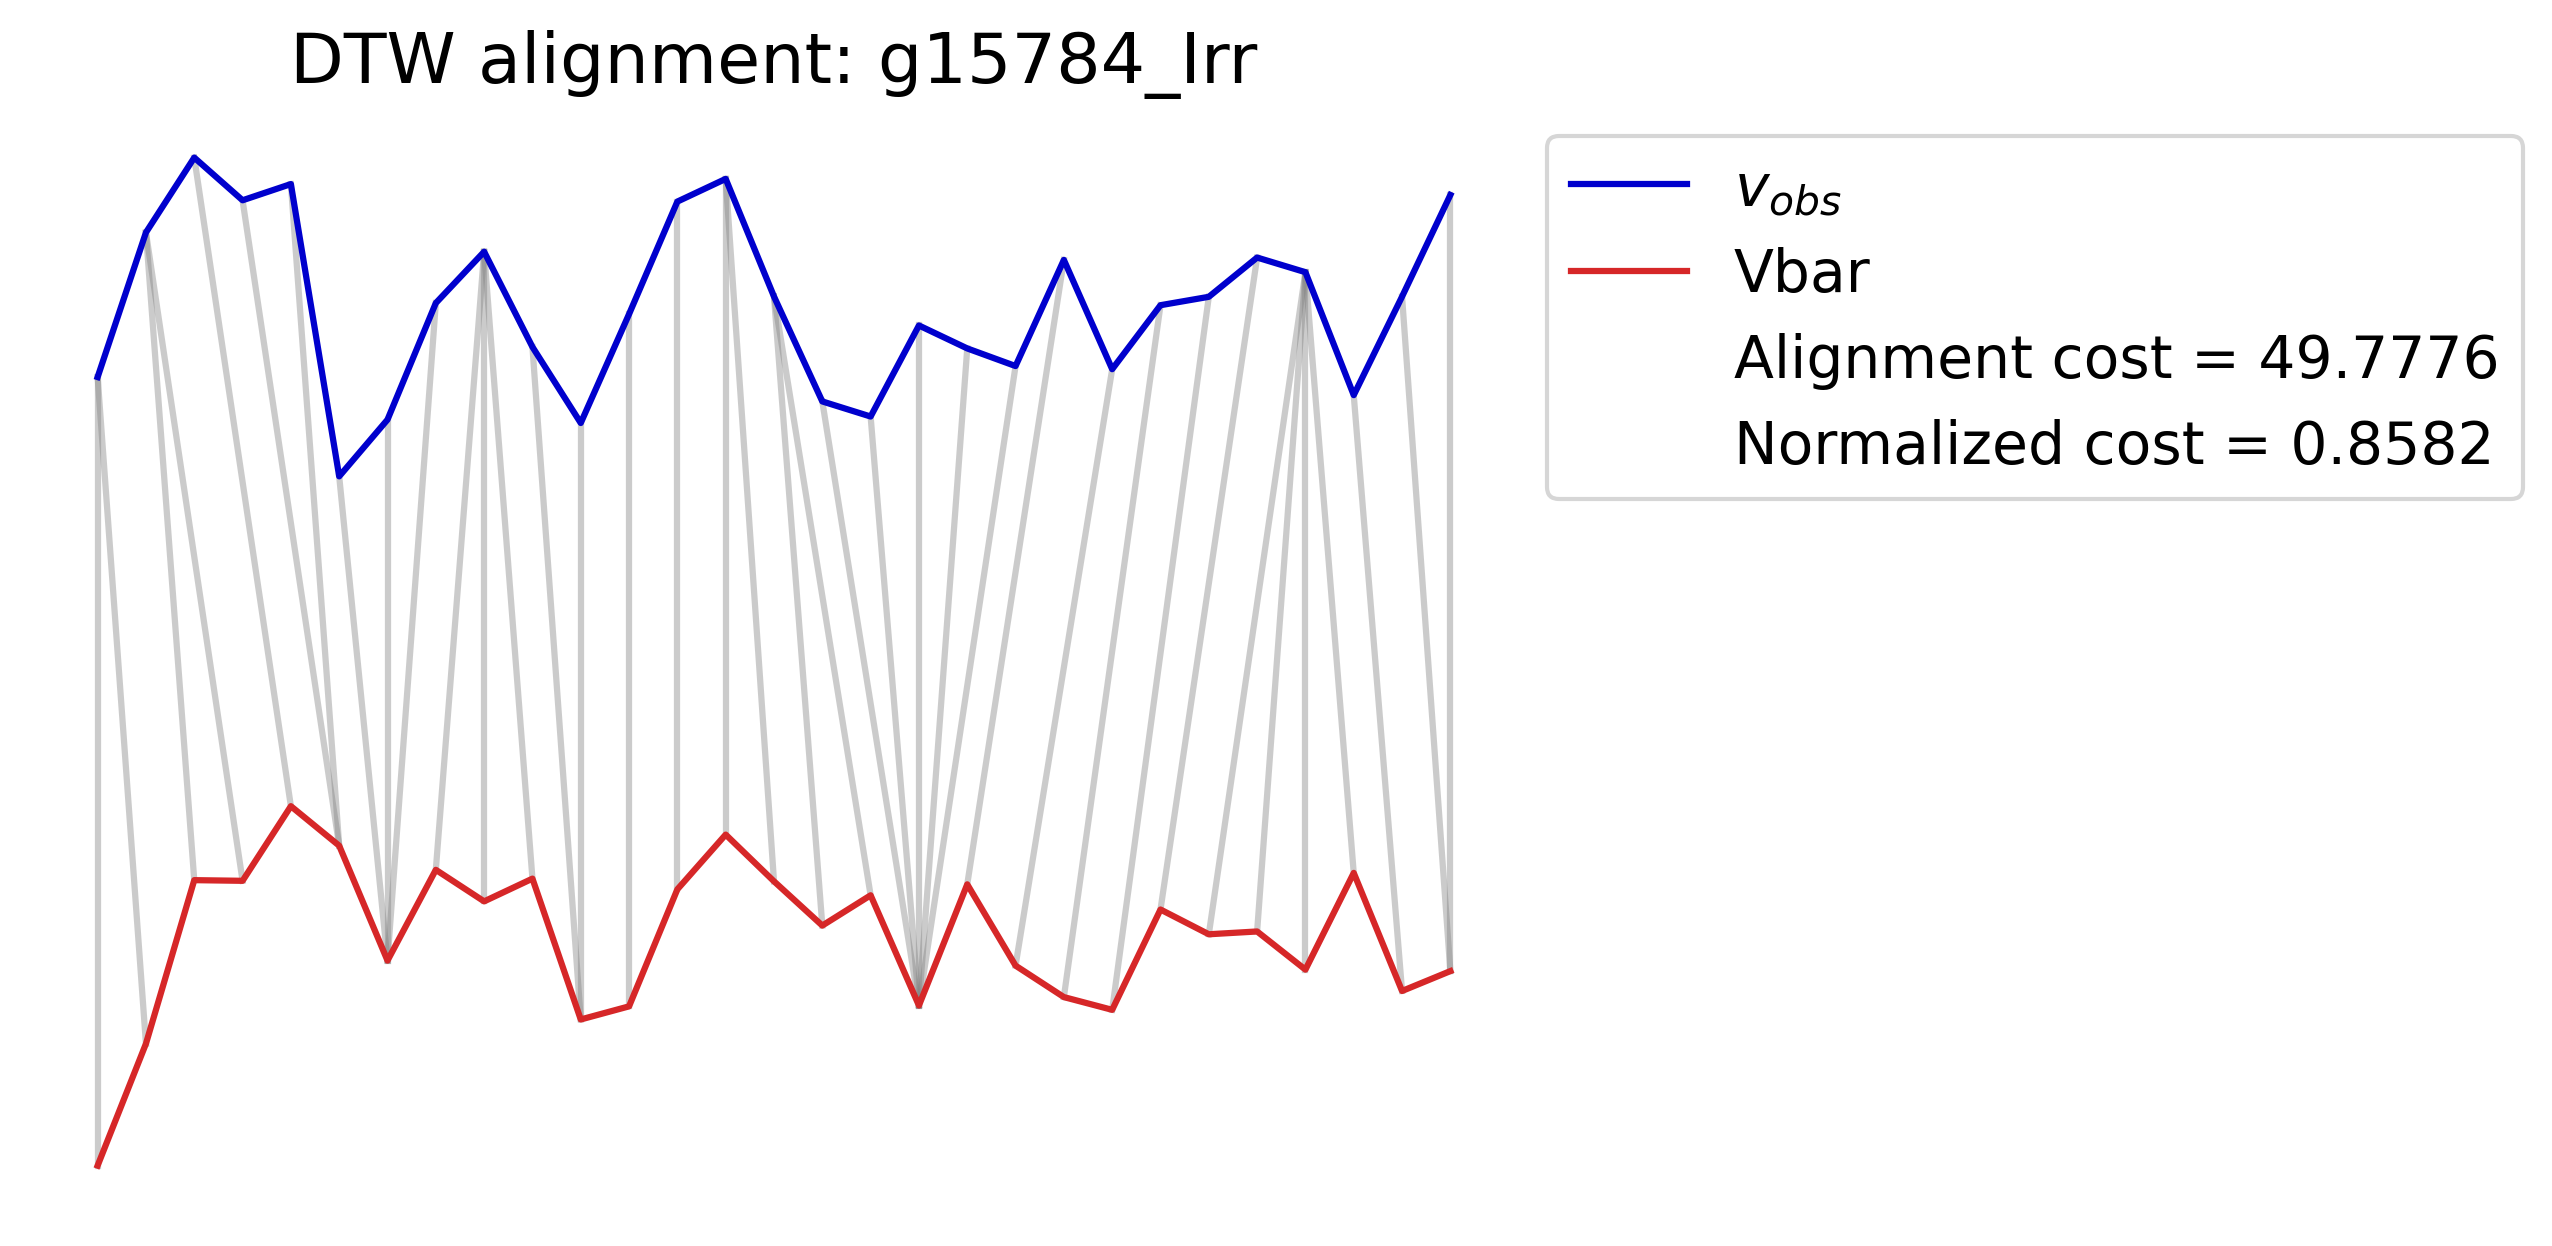 DTW alignment: g15784_Irr
v_obs
Vbar
Alignment cost = 49.7776
Normalized cost = 0.8582